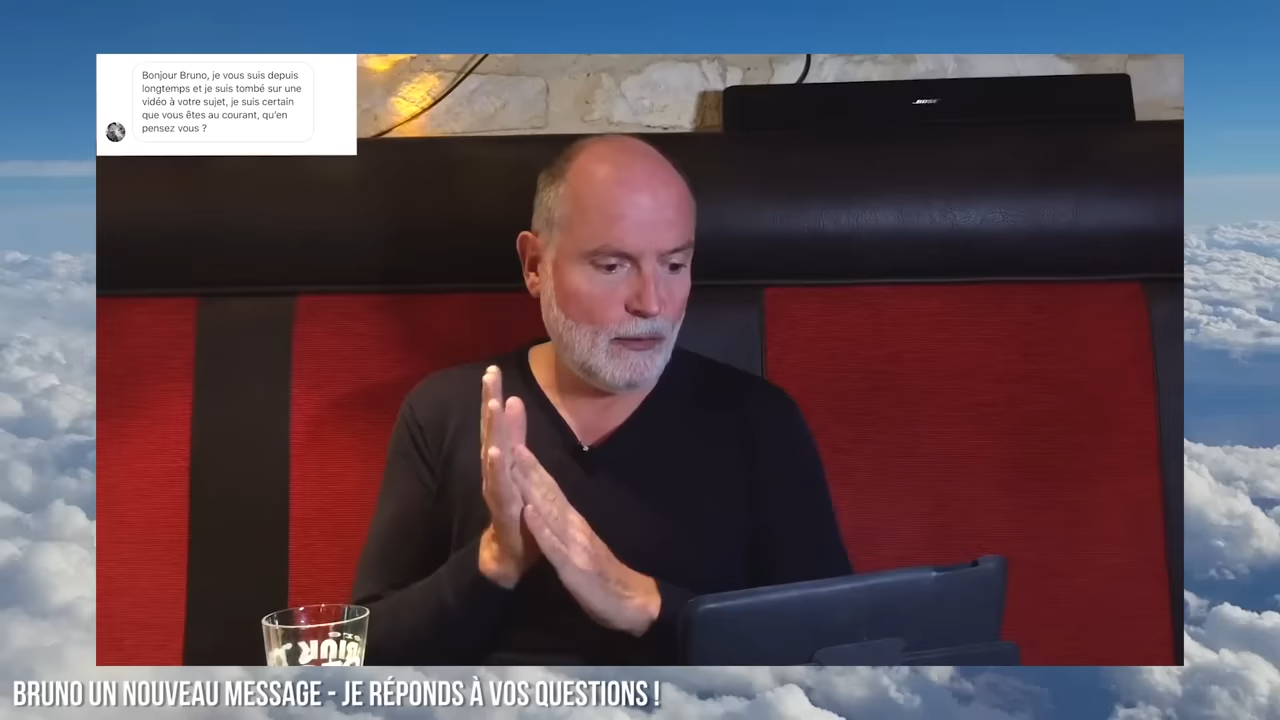 Bonjour Bruno, je vous suis depuis
longtemps et je suis tombé sur une
vidéo à votre sujet, je suis certain
que vous êtes au courant, qu'en
pensez vous ?
BOSE
BRUNO UN NOUVEAU MESSAGE - JE RÉPONDS À VOS QUESTIONS !